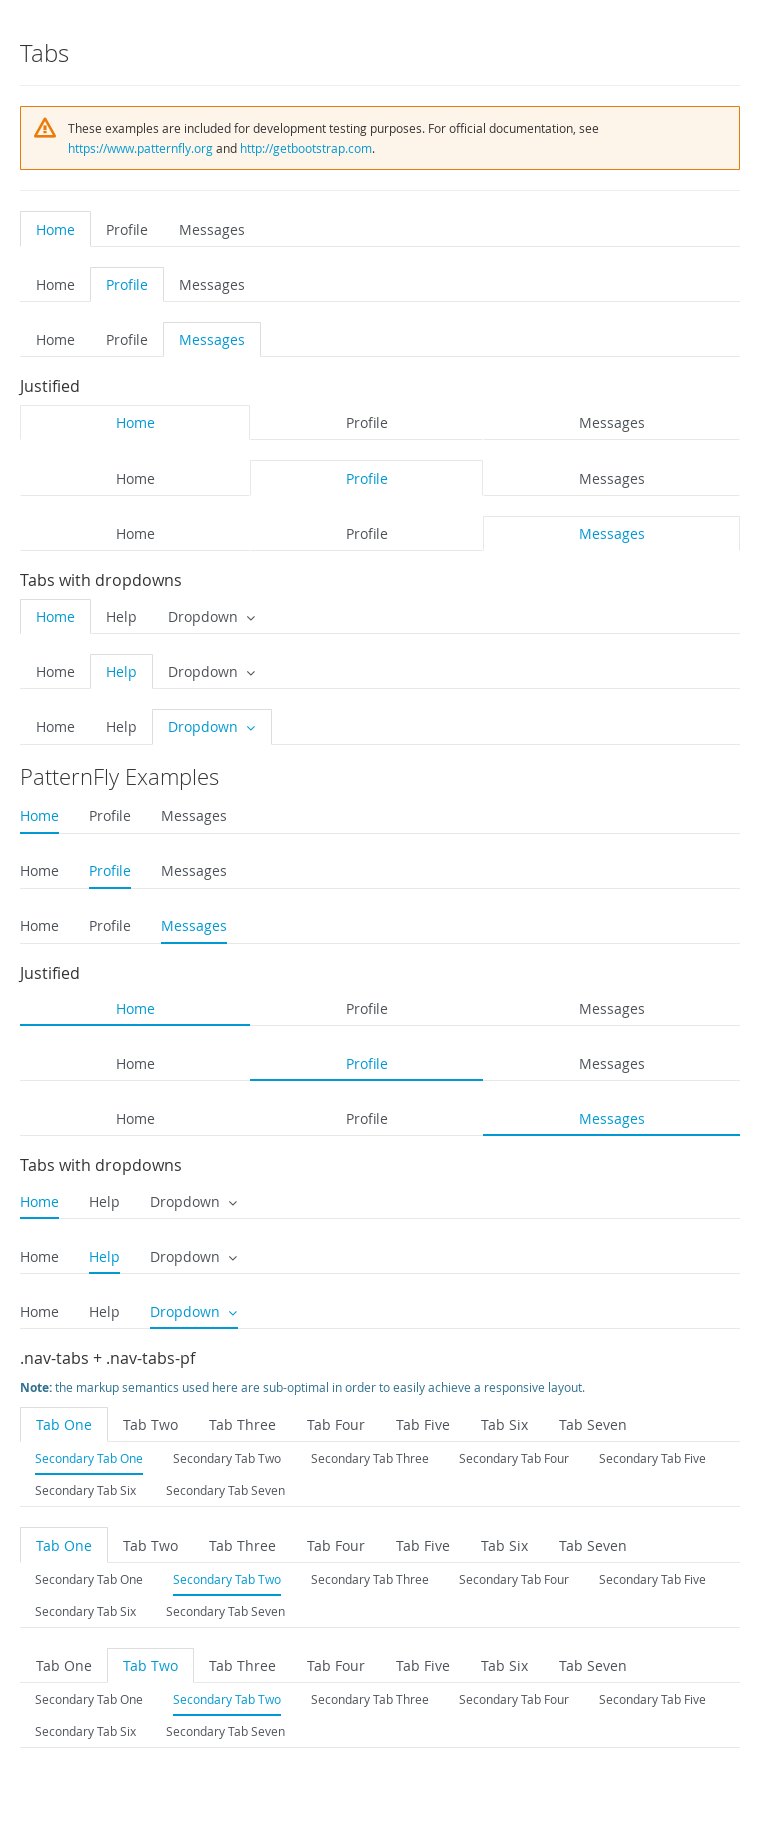 Tabs
These examples are included for development testing purposes. For official documentation, see
https://www.patternfly.org and http://getbootstrap.com.
Home Profile Messages
Home Profile Messages
Home Profile Messages
Justified
Home Profile Messages
Home Profile Messages
Home Profile Messages
Tabs with dropdowns
Home Help Dropdown
Home Help Dropdown
Home Help Dropdown
PatternFly Examples
Home Profile Messages
Home Profile Messages
Home Profile Messages
Justified
Home Profile Messages
Home Profile Messages
Home Profile Messages
Tabs with dropdowns
Home Help Dropdown
Home Help Dropdown
Home Help Dropdown
.nav-tabs + .nav-tabs-pf
Note: the markup semantics used here are sub-optimal in order to easily achieve a responsive layout.
Tab One Tab Two Tab Three Tab Four Tab Five Tab Six Tab Seven
Secondary Tab One Secondary Tab Two Secondary Tab Three Secondary Tab Four Secondary Tab Five
Secondary Tab Six Secondary Tab Seven
Tab One Tab Two Tab Three Tab Four Tab Five Tab Six Tab Seven
Secondary Tab One Secondary Tab Two Secondary Tab Three Secondary Tab Four Secondary Tab Five
Secondary Tab Six Secondary Tab Seven
Tab One Tab Two Tab Three Tab Four Tab Five Tab Six Tab Seven
Secondary Tab One Secondary Tab Two Secondary Tab Three Secondary Tab Four Secondary Tab Five
Secondary Tab Six Secondary Tab Seven